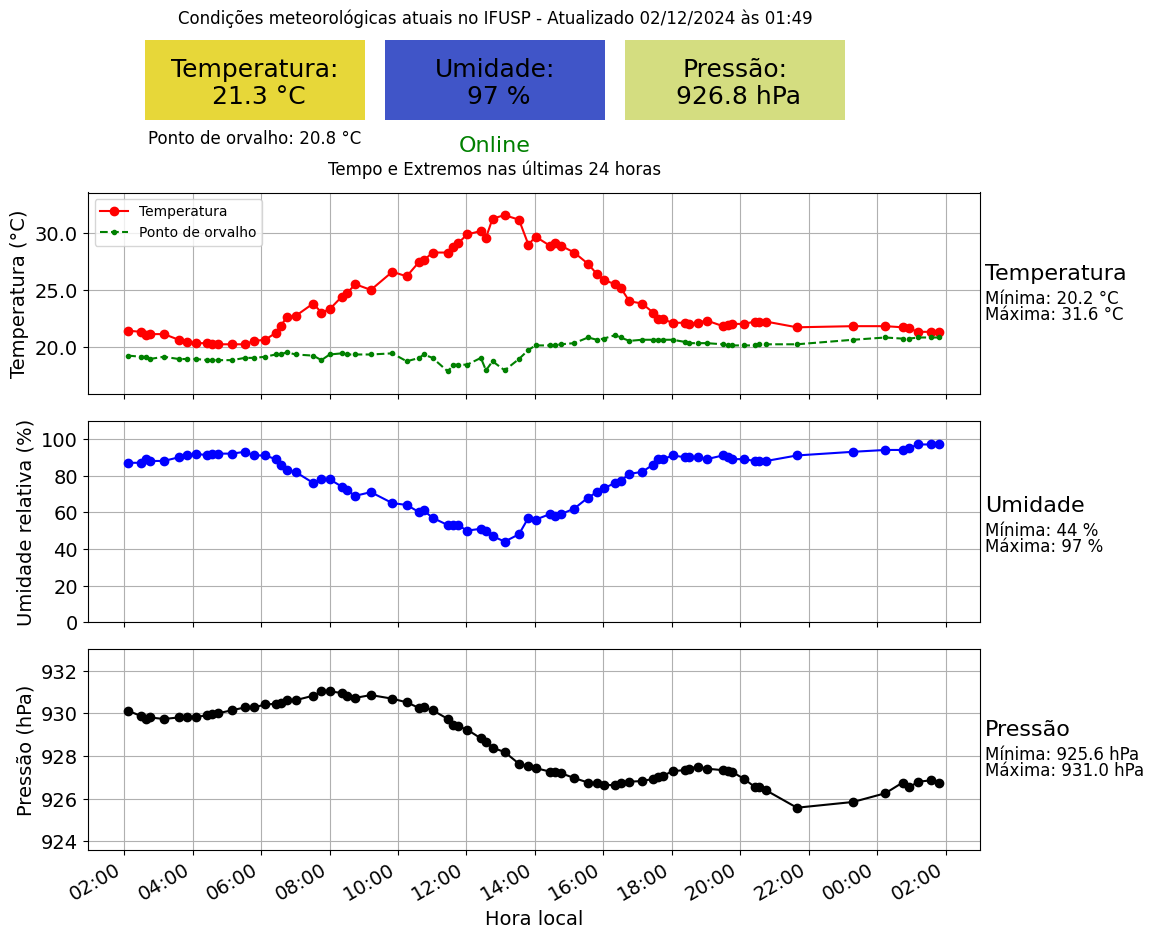 Condições meteorológicas atuais no IFUSP - Atualizado 02/12/2024 às 01:49
Temperatura:
21.3 °C
Umidade:
97 %
Pressão:
926.8 hPa
Ponto de orvalho: 20.8 °C
Online
Tempo e Extremos nas últimas 24 horas
Temperatura (°C)
30.0
25.0
20.0
Temperatura
Ponto de orvalho
Temperatura
Mínima: 20.2 °C
Máxima: 31.6 °C
Umidade relativa (%)
100
80
60
40
20
0
Umidade
Mínima: 44 %
Máxima: 97 %
Pressão (hPa)
932
930
928
926
924
Pressão
Mínima: 925.6 hPa
Máxima: 931.0 hPa
02:00 04:00 06:00 08:00 10:00 12:00 14:00 16:00 18:00 20:00 22:00 00:00 02:00
Hora local